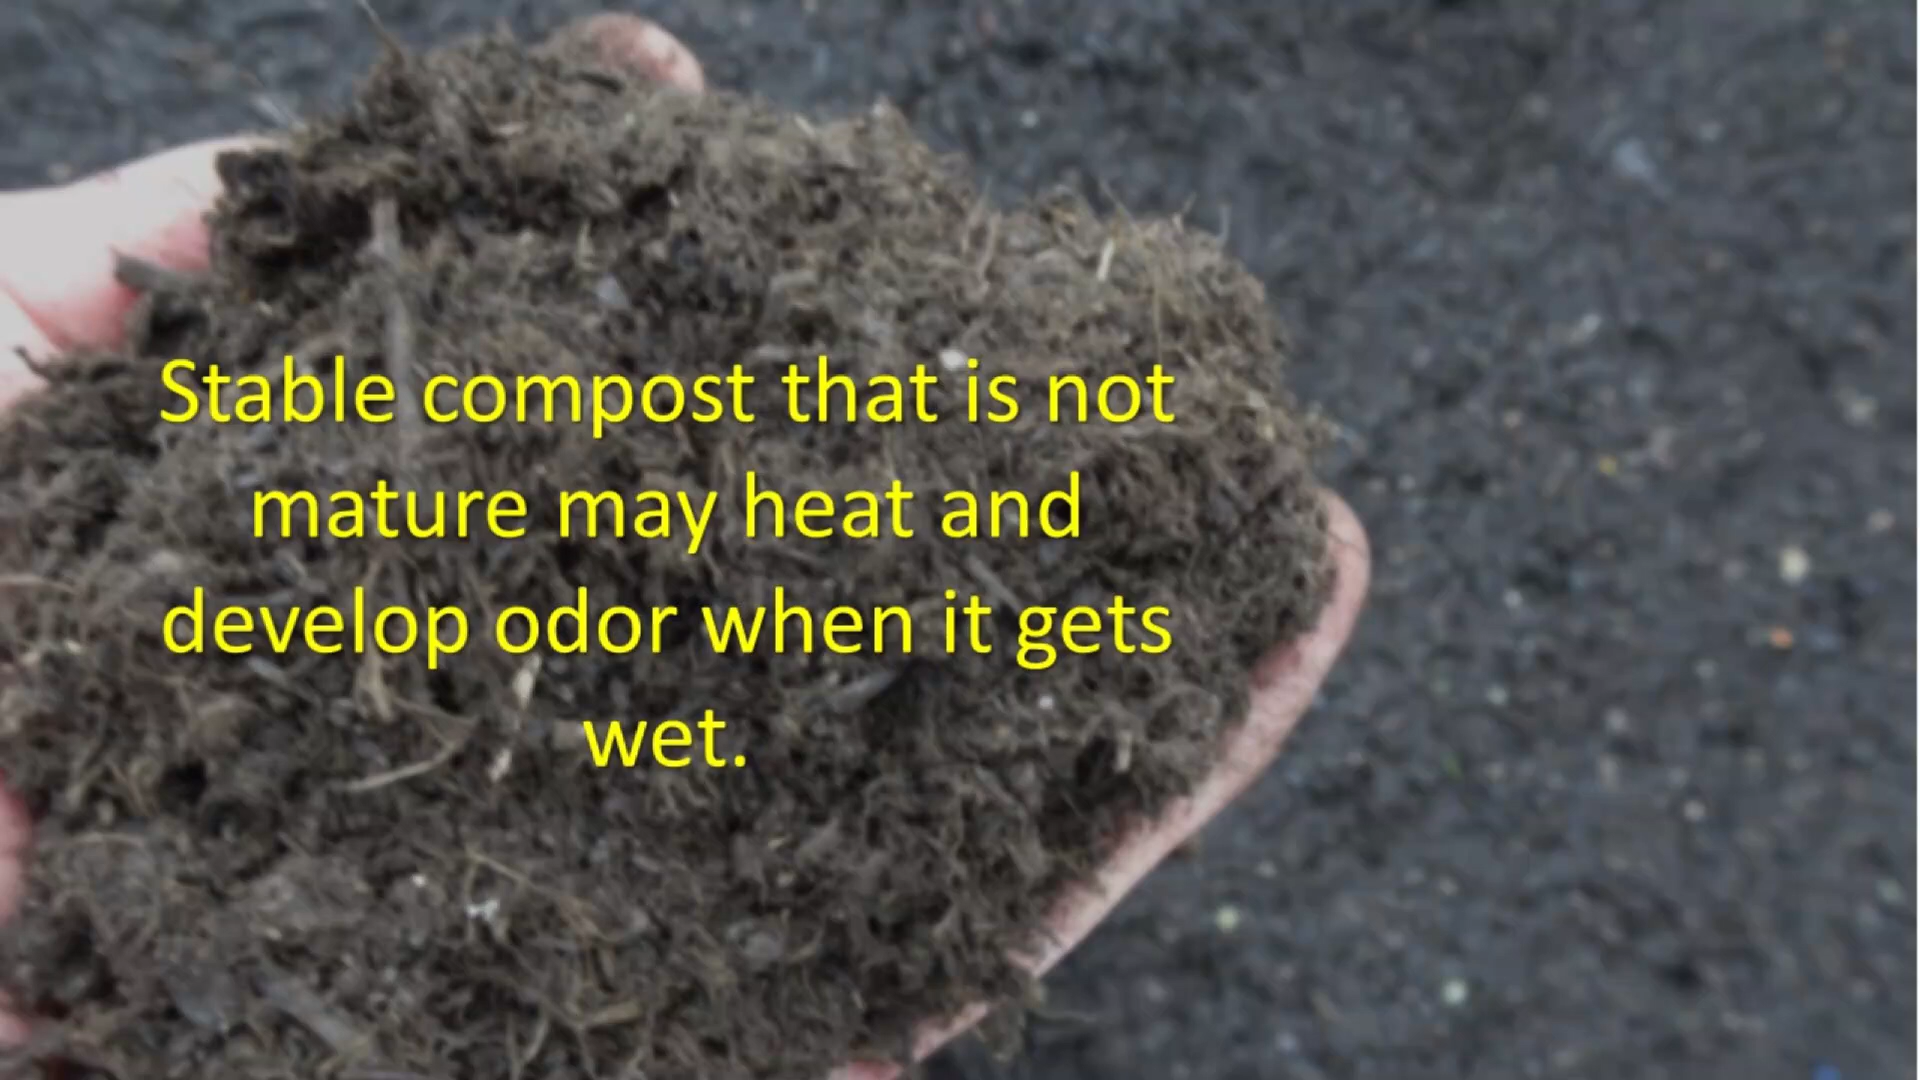 Stable compost that is not
mature may heat and
develop odor when it gets
wet.